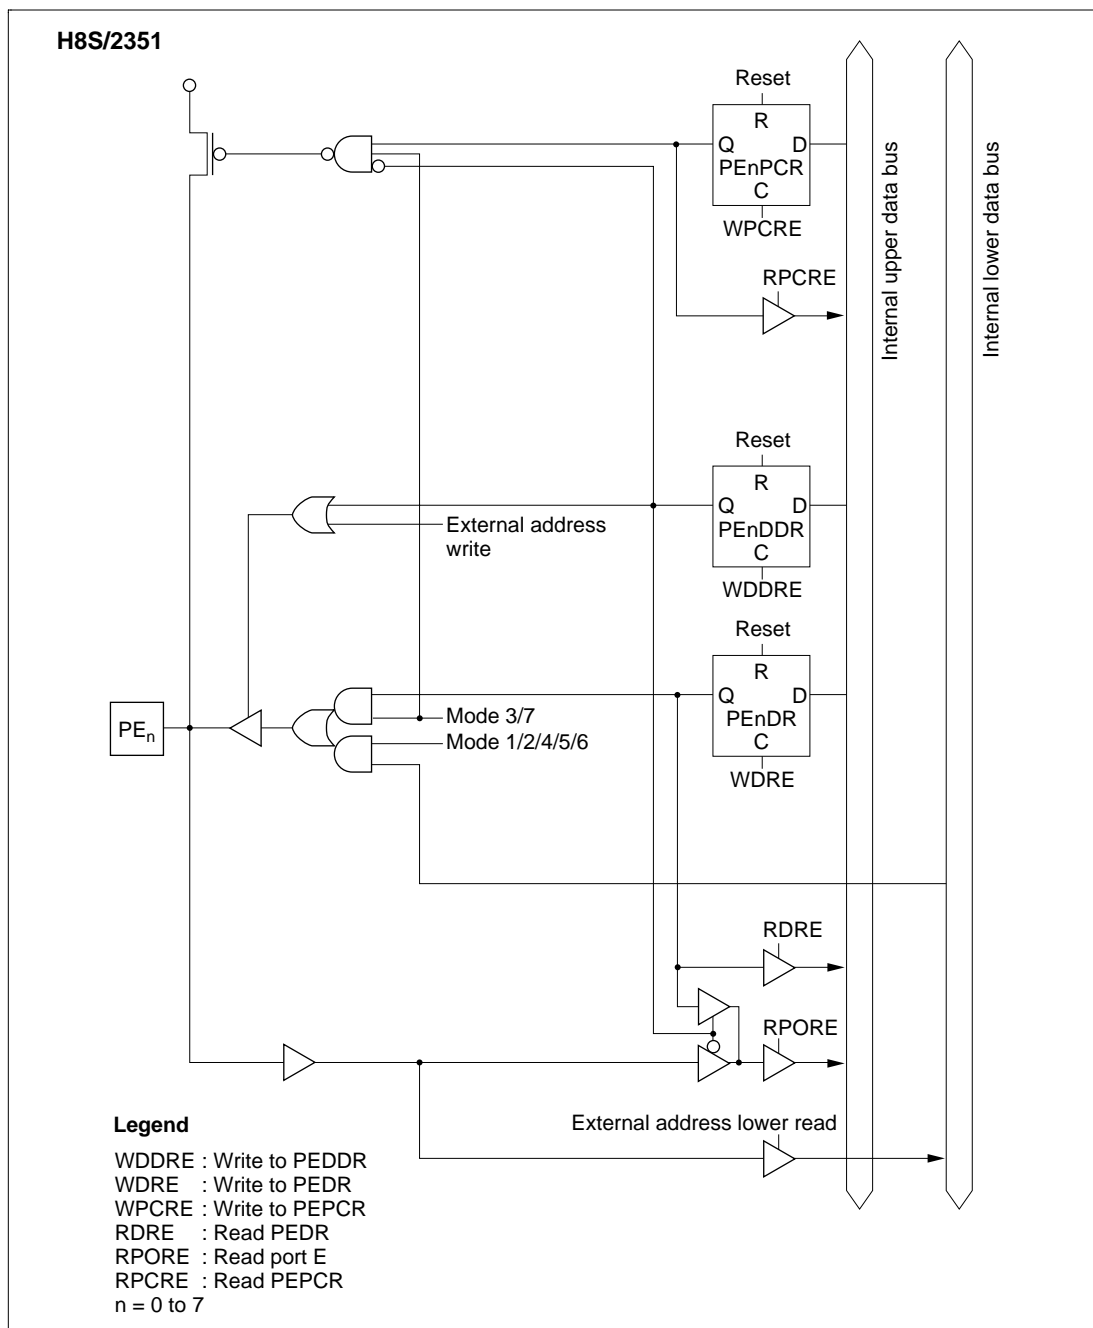 H8S/2351
Reset
R
Q D
PEnPCR
C
WPCRE
RPCRE
Internal upper data bus
Internal lower data bus
Reset
R
Q D
PEnDDR
C
WDDRE
External address
write
Reset
R
Q D
PEnDR
C
WDRE
Mode 3/7
Mode 1/2/4/5/6
PEn
RDRE
RPORE
External address lower read
Legend
WDDRE : Write to PEDDR
WDRE : Write to PEDR
WPCRE : Write to PEPCR
RDRE : Read PEDR
RPORE : Read port E
RPCRE : Read PEPCR
n = 0 to 7